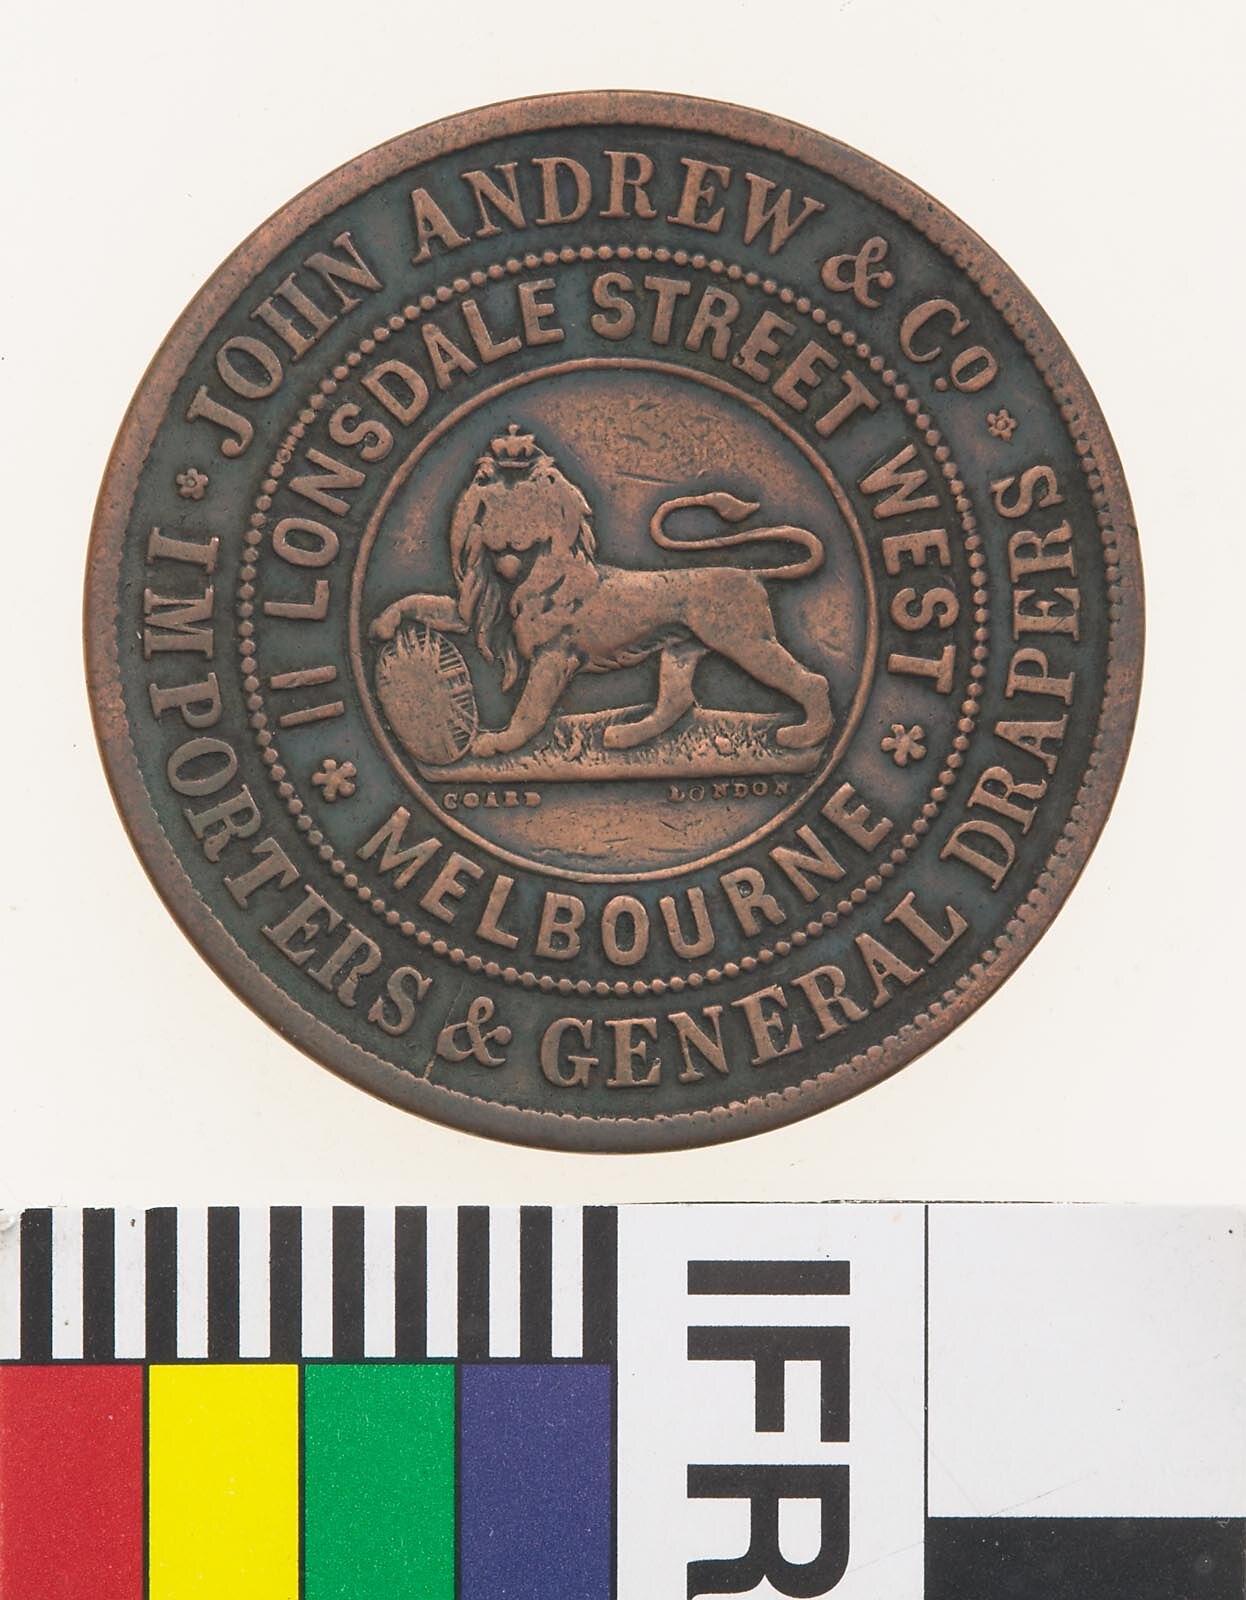 JOHN ANDREW & Co.
IMPORTERS & GENERAL DRAPERS
11 LONSDALE STREET WEST
MELBOURNE
COARD LONDON
IFR